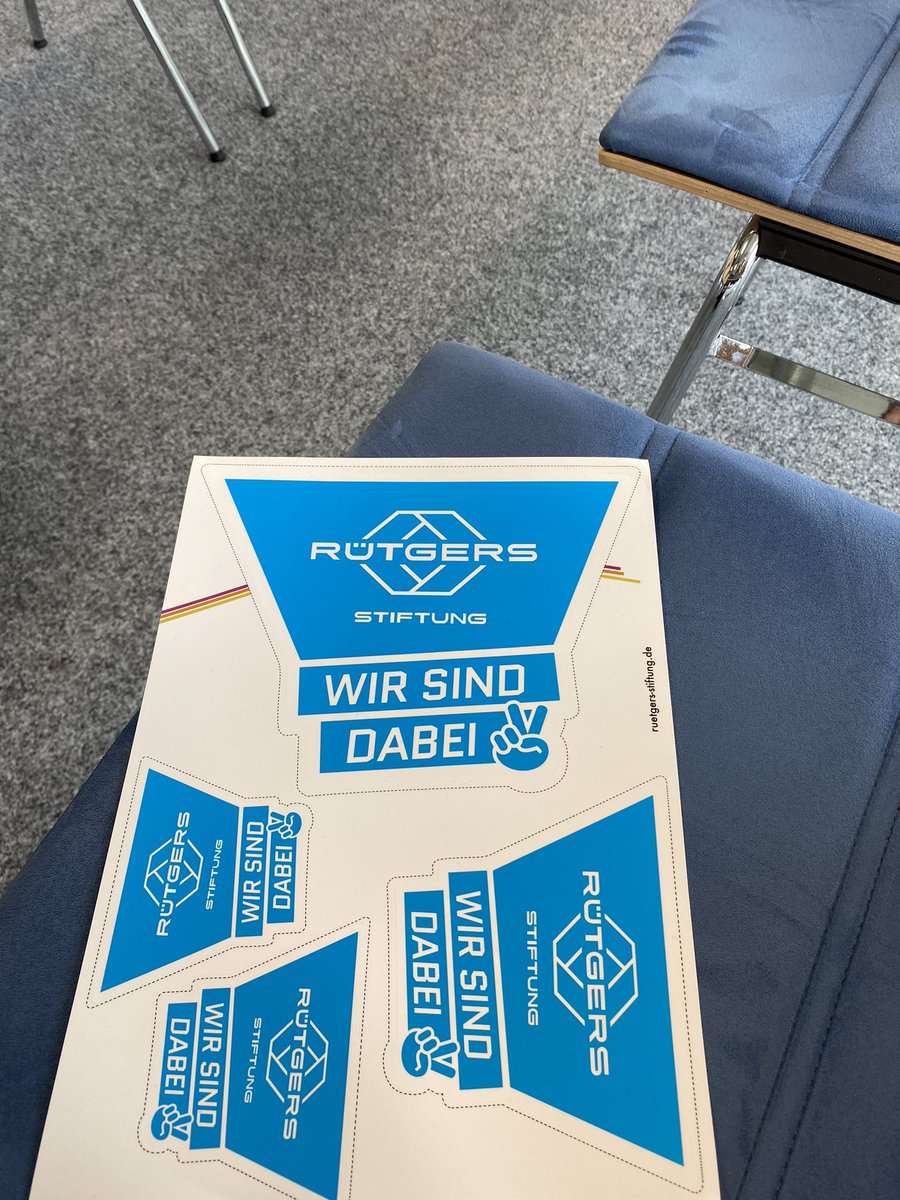 RÜTGERS
STIFTUNG
WIR SIND
DABEI
ruetgers-stiftung.de
RÜTGERS
STIFTUNG
WIR SIND
DABEI
RÜTGERS
STIFTUNG
WIR SIND
DABEI
RÜTGERS
STIFTUNG
WIR SIND
DABEI